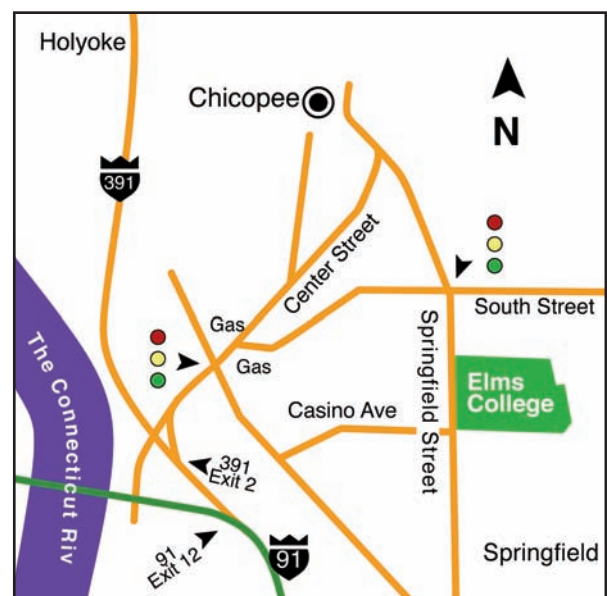 Holyoke
Chicopee
N
391
Center Street
South Street
Gas
Gas
The Connecticut Riv
Springfield Street
Elms
College
Casino Ave
391
Exit 2
91
Exit 12
91
Springfield